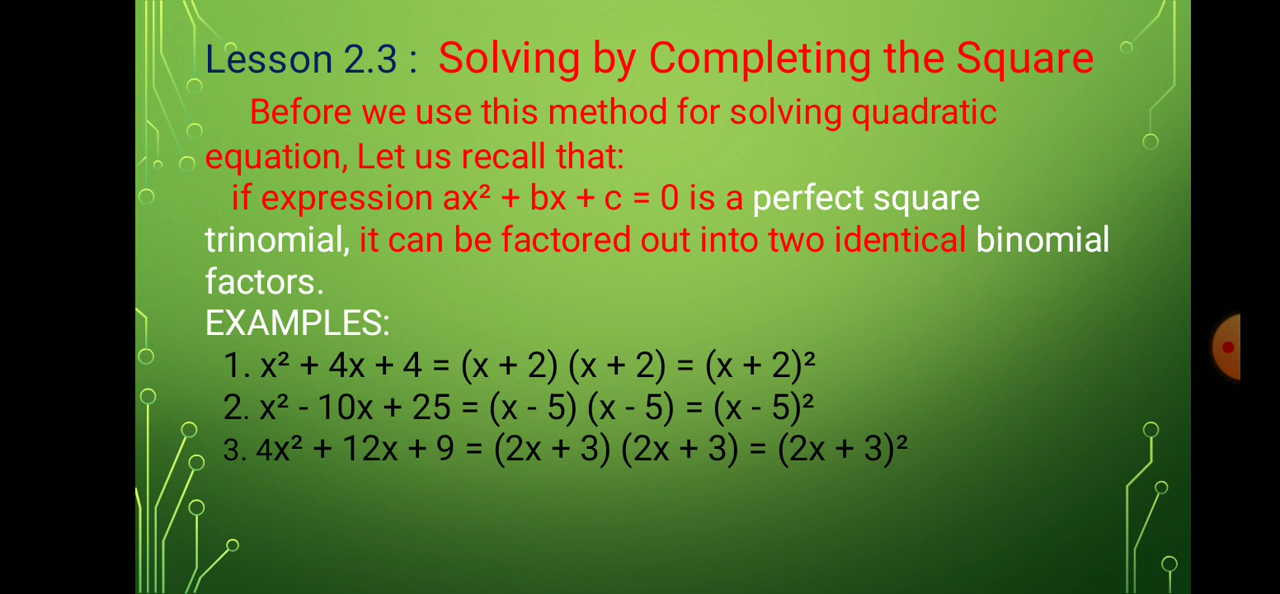 Lesson 2.3 : Solving by Completing the Square
Before we use this method for solving quadratic
equation, Let us recall that:
if expression ax² + bx + c = 0 is a perfect square
trinomial, it can be factored out into two identical binomial
factors.
EXAMPLES:
1. x² + 4x + 4 = (x + 2) (x + 2) = (x + 2)²
2. x² - 10x + 25 = (x - 5) (x - 5) = (x - 5)²
3. 4x² + 12x + 9 = (2x + 3) (2x + 3) = (2x + 3)²